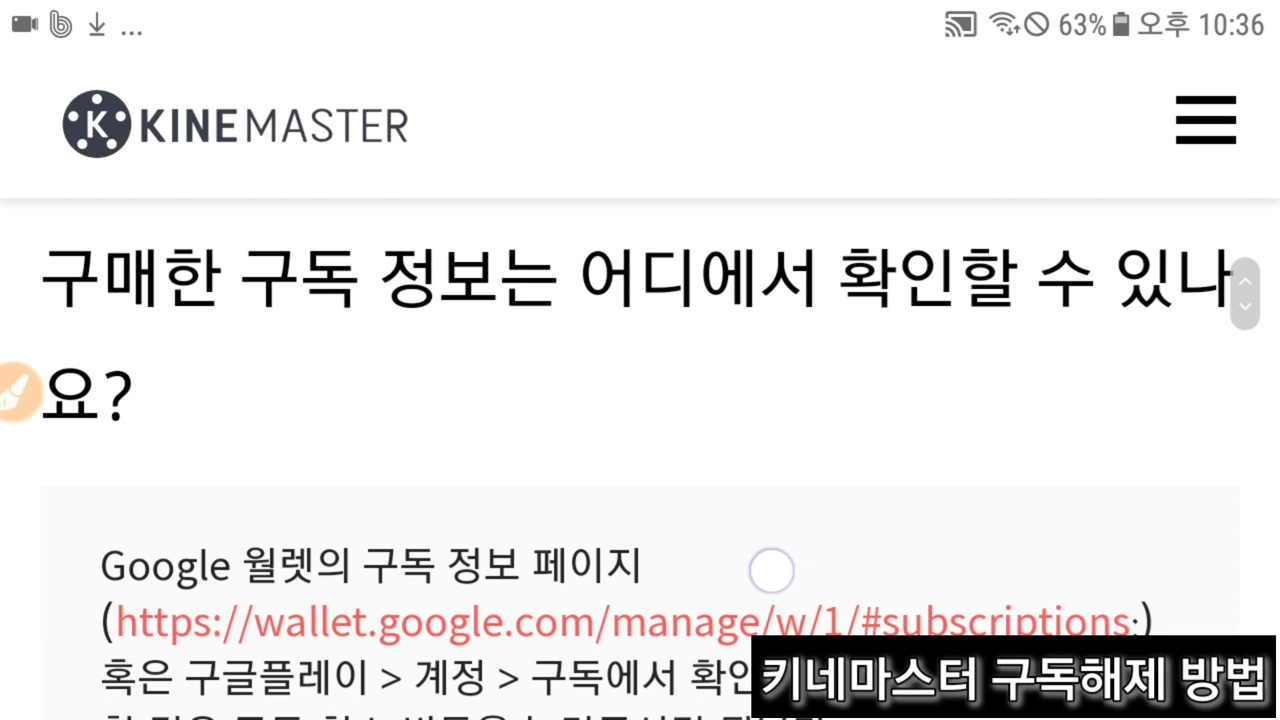 ... 63% 오후 10:36
K KINEMASTER
구매한 구독 정보는 어디에서 확인할 수 있나
요?
Google 월렛의 구독 정보 페이지
(https://wallet.google.com/manage/w/1/#subscriptions;)
혹은 구글플레이 > 계정 > 구독에서
키네마스터 구독해제 방법